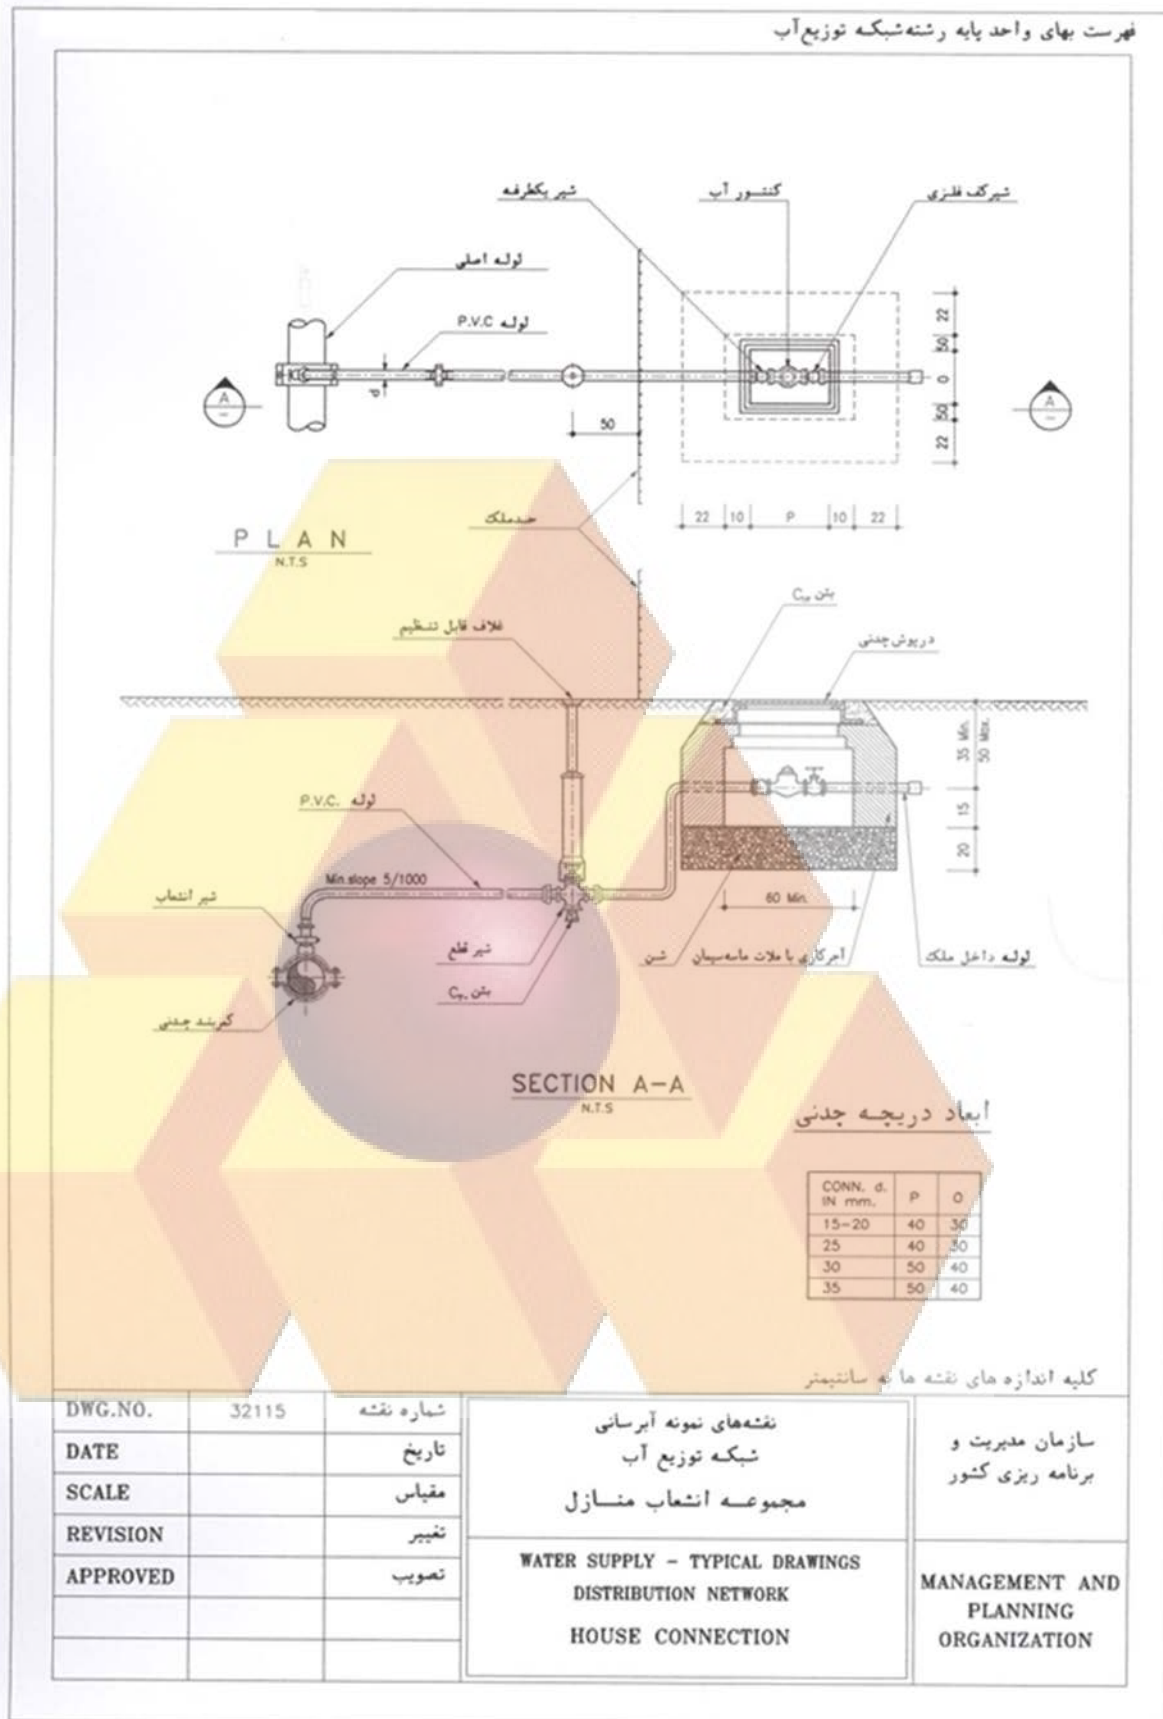 فهرست بهای واحد پایه رشته شبکه توزیع آب
شیر یکطرفه
کنتور آب
شیرکف فلزی
لوله اصلی
لوله P.V.C
d
A
A
50
22
50
O
50
22
22
10
P
10
22
حدملک
PLAN
N.T.S
بتن
غلاف قابل تنظیم
درپوش چدنی
35 Min.
50 Max.
15
20
لوله P.V.C.
Min. slope 5/1000
60 Min.
شیر انشعاب
شیر قطع
شن
آجرکاری با ملات ماسه سیمان
لوله داخل ملک
بتن
کمربند چدنی
SECTION A-A
N.T.S
ابعاد دریچه چدنی
CONN. d. IN mm. P O
15-20 40 30
25 40 30
30 50 40
35 50 40
کلیه اندازه های نقشه ها به سانتیمتر
DWG.NO. 32115 شماره نقشه
DATE تاریخ
SCALE مقیاس
REVISION تغییر
APPROVED تصویب
نقشه‌های نمونه آبرسانی
شبکه توزیع آب
مجموعه انشعاب منازل
WATER SUPPLY - TYPICAL DRAWINGS
DISTRIBUTION NETWORK
HOUSE CONNECTION
سازمان مدیریت و
برنامه ریزی کشور
MANAGEMENT AND
PLANNING
ORGANIZATION